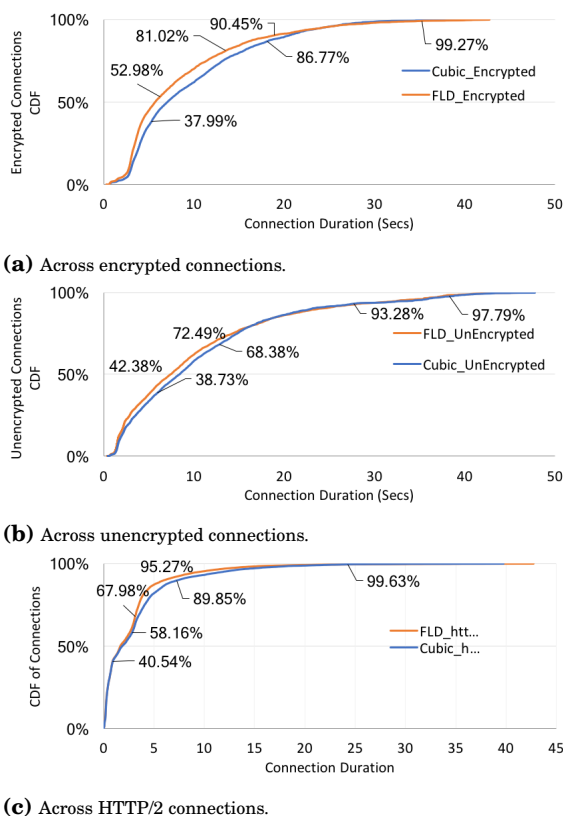 100%
90.45%
81.02%
99.27%
86.77%
52.98%
Cubic_Encrypted
FLD_Encrypted
50%
37.99%
0%
Encrypted Connections
CDF
0 10 20 30 40 50
Connection Duration (Secs)
(a) Across encrypted connections.
100%
93.28%
97.79%
72.49%
FLD_UnEncrypted
68.38%
42.38%
Cubic_UnEncrypted
50%
38.73%
0%
Unencrypted Connections
CDF
0 10 20 30 40 50
Connection Duration (Secs)
(b) Across unencrypted connections.
100%
95.27%
99.63%
67.98%
89.85%
58.16%
FLD_htt...
Cubic_h...
50%
40.54%
0%
CDF of Connections
0 5 10 15 20 25 30 35 40 45
Connection Duration
(c) Across HTTP/2 connections.